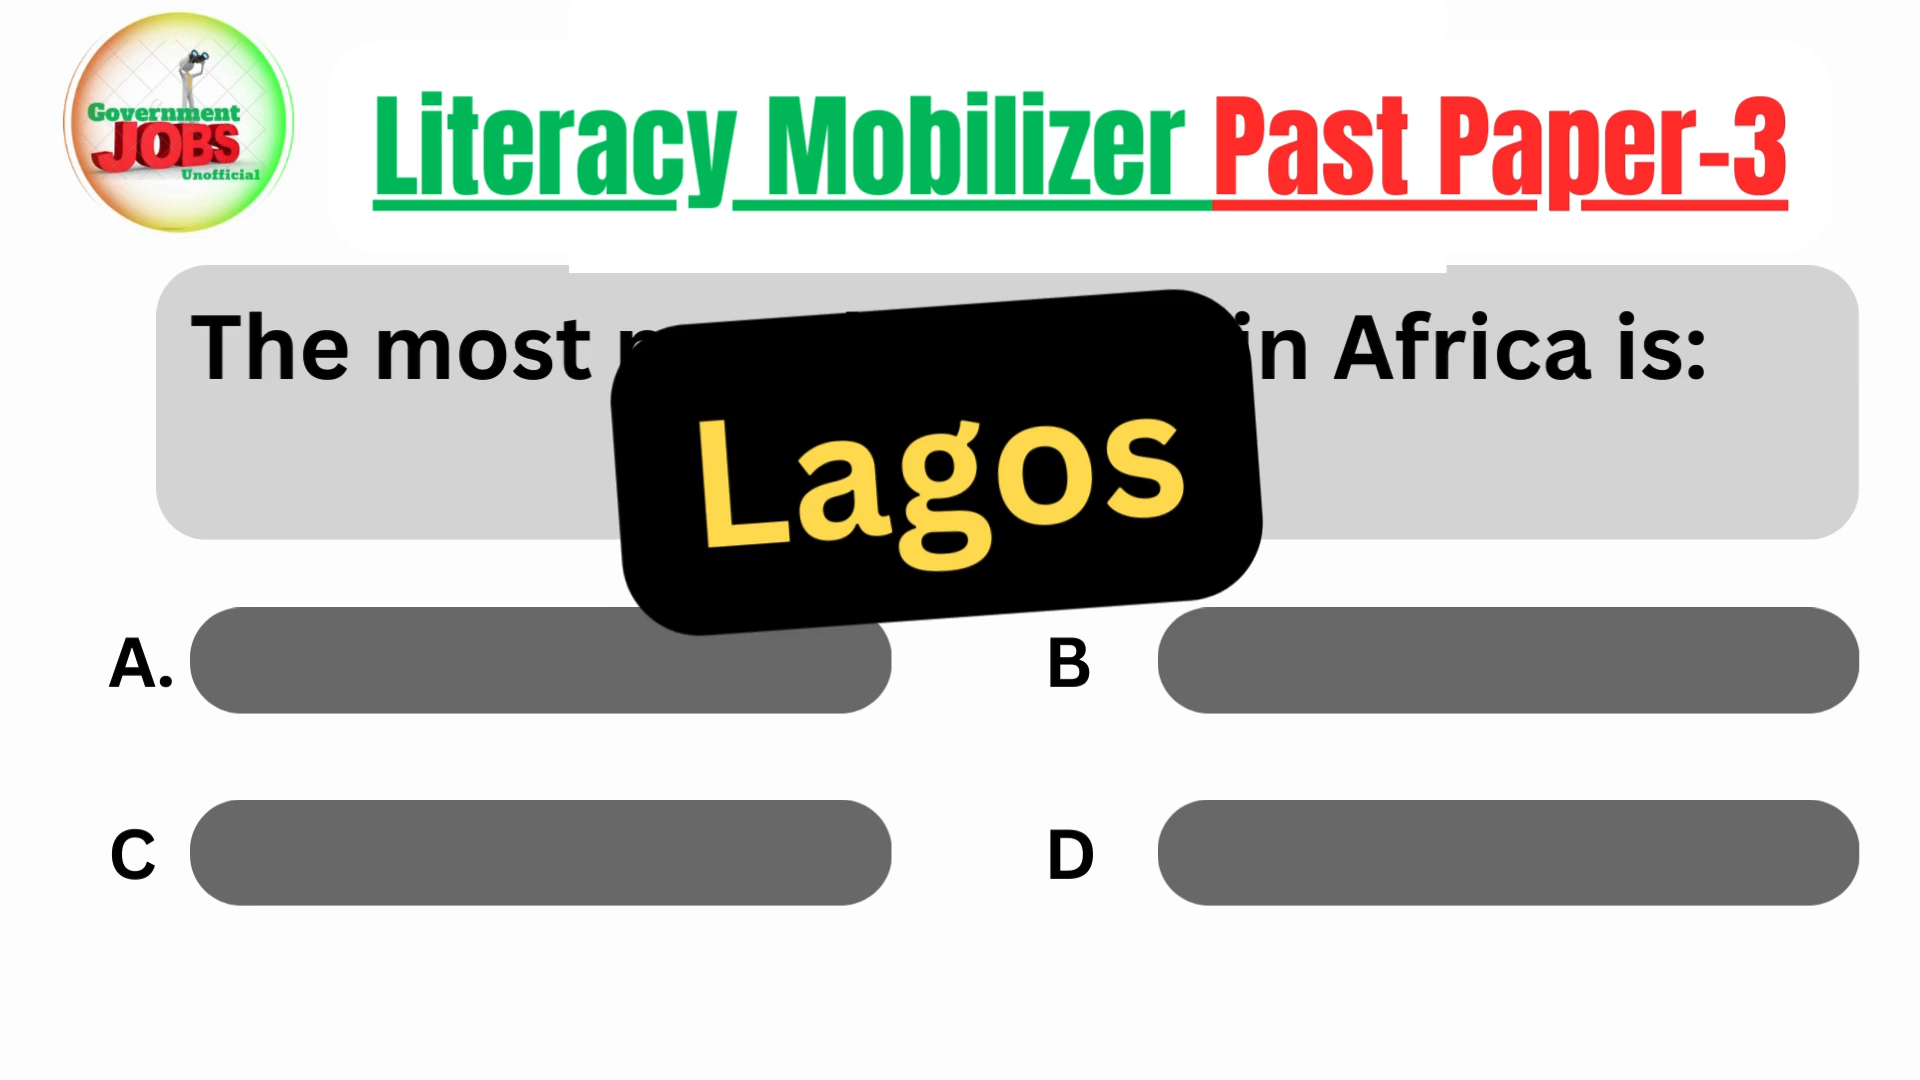 Government
JOBS
Unofficial
Literacy Mobilizer Past Paper-3
The most in Africa is:
Lagos
A.
B
C
D